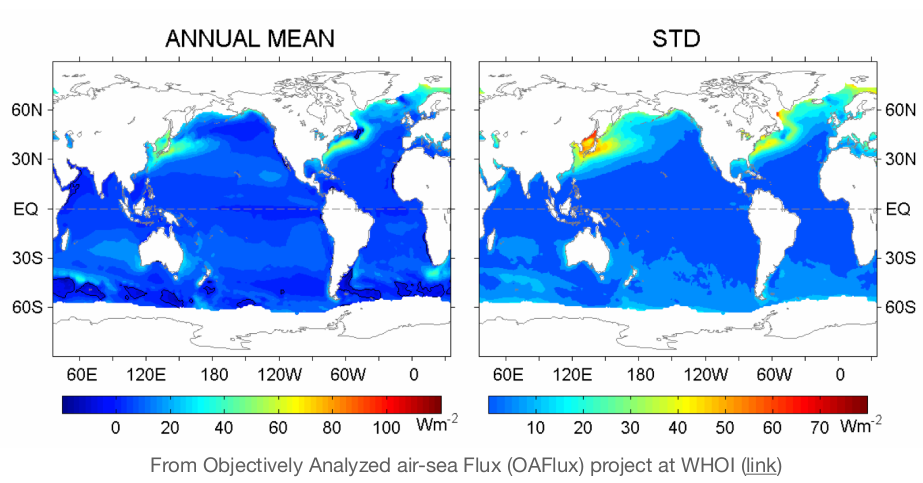 ANNUAL MEAN
STD
60N
30N
EQ
30S
60S
60N
30N
EQ
30S
60S
60E 120E 180 120W 60W 0
60E 120E 180 120W 60W 0
0 20 40 60 80 100 Wm-2
10 20 30 40 50 60 70 Wm-2
From Objectively Analyzed air-sea Flux (OAFlux) project at WHOI (link)